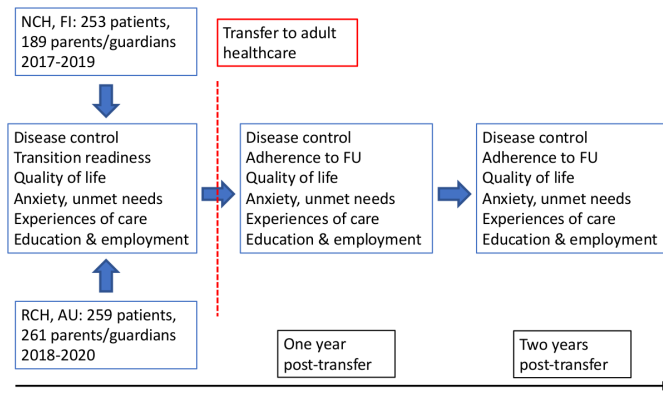 NCH, FI: 253 patients,
189 parents/guardians
2017-2019
Transfer to adult
healthcare
Disease control
Transition readiness
Quality of life
Anxiety, unmet needs
Experiences of care
Education & employment
Disease control
Adherence to FU
Quality of life
Anxiety, unmet needs
Experiences of care
Education & employment
Disease control
Adherence to FU
Quality of life
Anxiety, unmet needs
Experiences of care
Education & employment
RCH, AU: 259 patients,
261 parents/guardians
2018-2020
One year
post-transfer
Two years
post-transfer